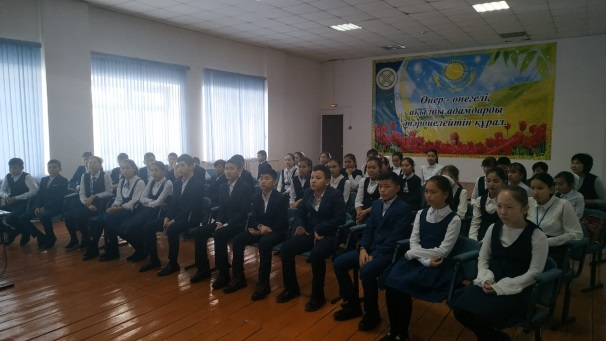 Өнер - өнегелі,
ақылды адамдарды
тәрбиелейтін құрал.